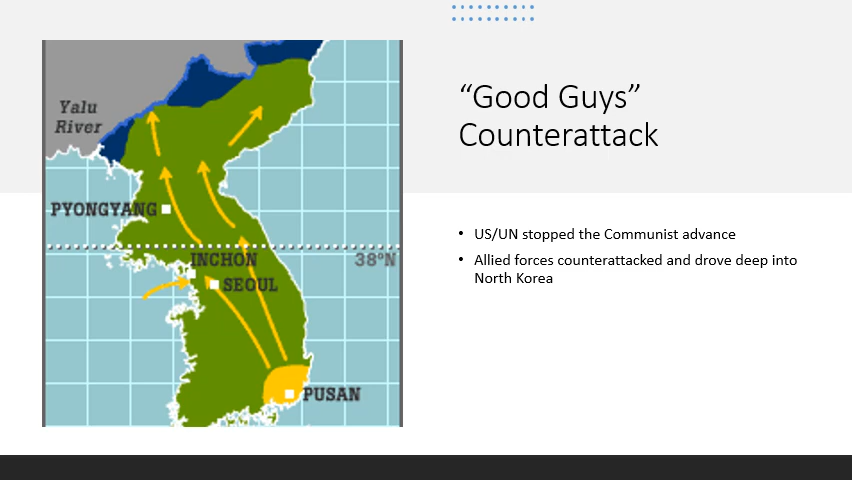 Yalu
River
PYONGYANG
INCHON
38°N
SEOUL
PUSAN
“Good Guys”
Counterattack
• US/UN stopped the Communist advance
• Allied forces counterattacked and drove deep into
North Korea